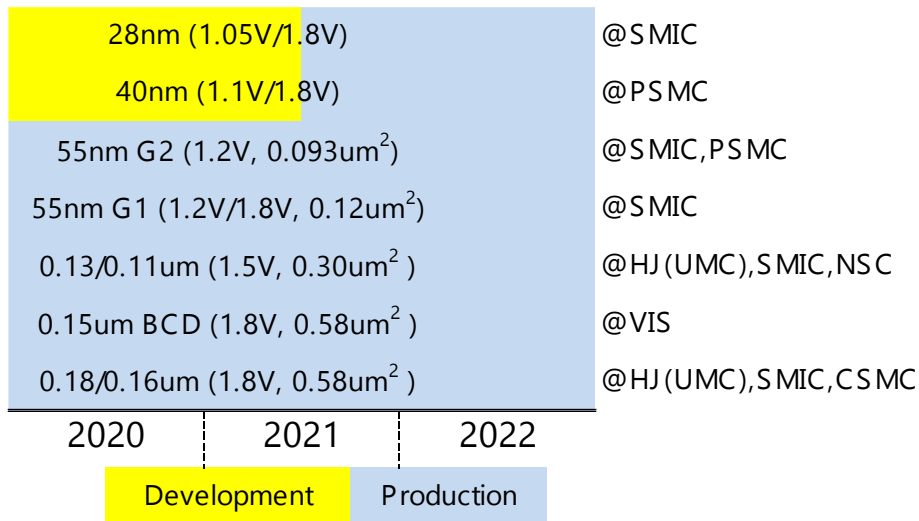 28nm (1.05V/1.8V) @SMIC
40nm (1.1V/1.8V) @PSMC
55nm G2 (1.2V, 0.093um²) @SMIC,PSMC
55nm G1 (1.2V/1.8V, 0.12um²) @SMIC
0.13/0.11um (1.5V, 0.30um² ) @HJ(UMC),SMIC,NSC
0.15um BCD (1.8V, 0.58um² ) @VIS
0.18/0.16um (1.8V, 0.58um² ) @HJ(UMC),SMIC,CSMC
2020 2021 2022
Development Production